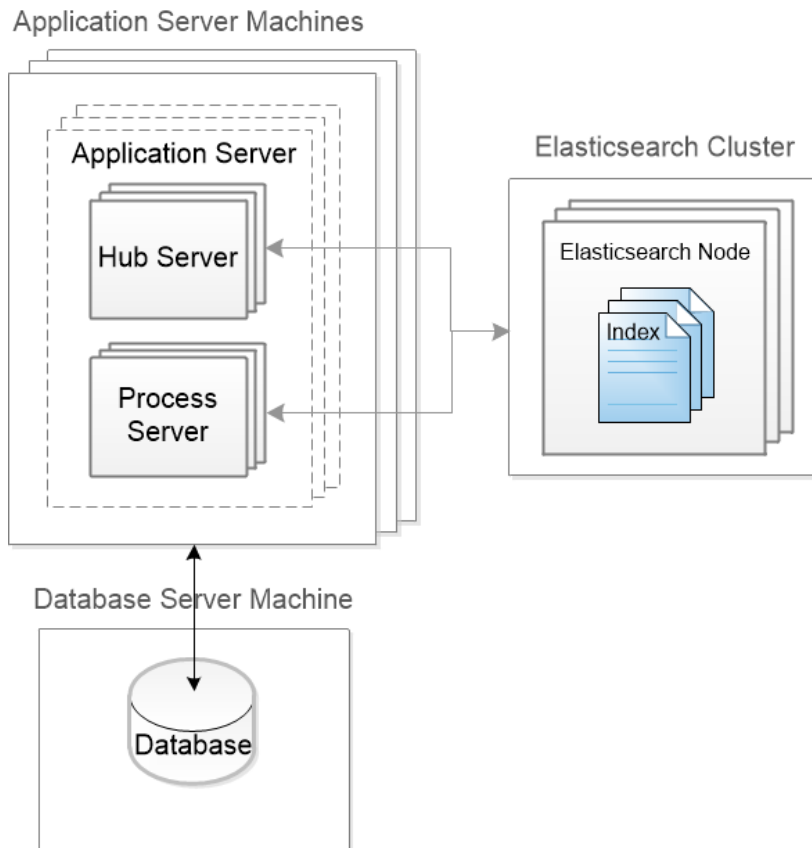 Application Server Machines
Application Server
Hub Server
Process
Server
Elasticsearch Cluster
Elasticsearch Node
Index
Database Server Machine
Database